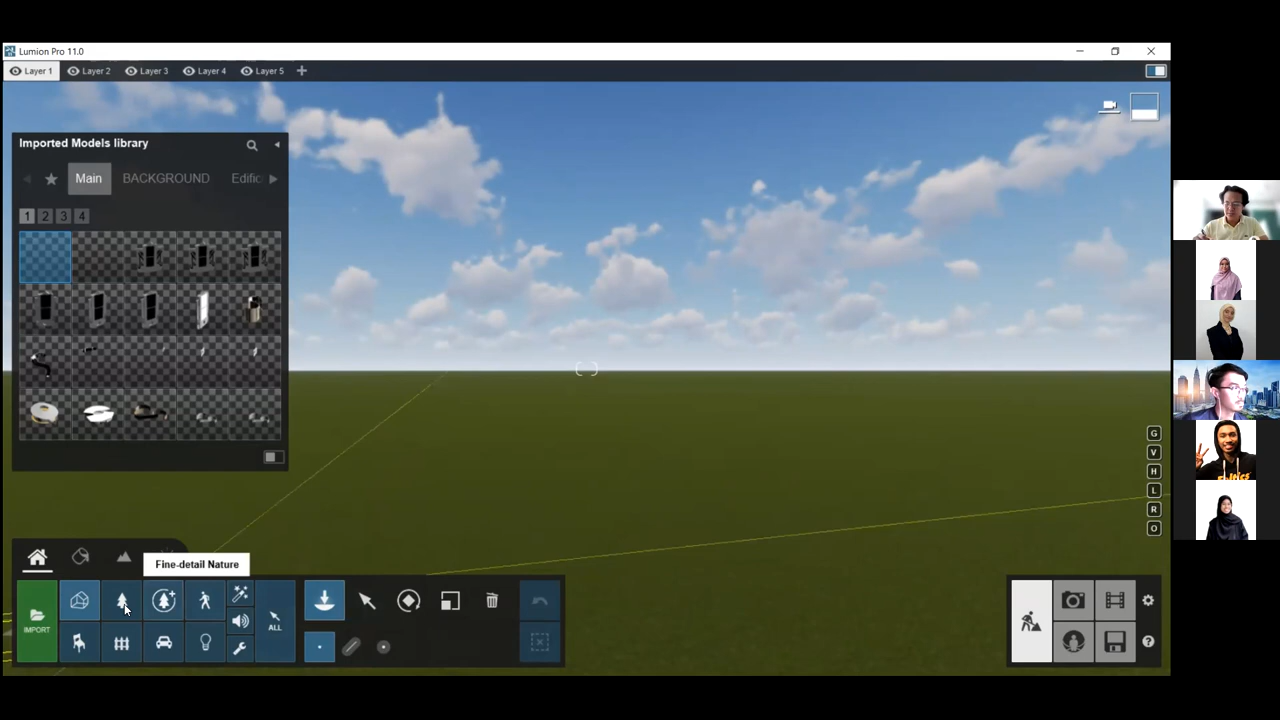 Lumion Pro 11.0
Layer 1 Layer 2 Layer 3 Layer 4 Layer 5
Imported Models library
Main BACKGROUND Edific
1 2 3 4
G
V
H
L
R
O
Fine-detail Nature
IMPORT
ALL